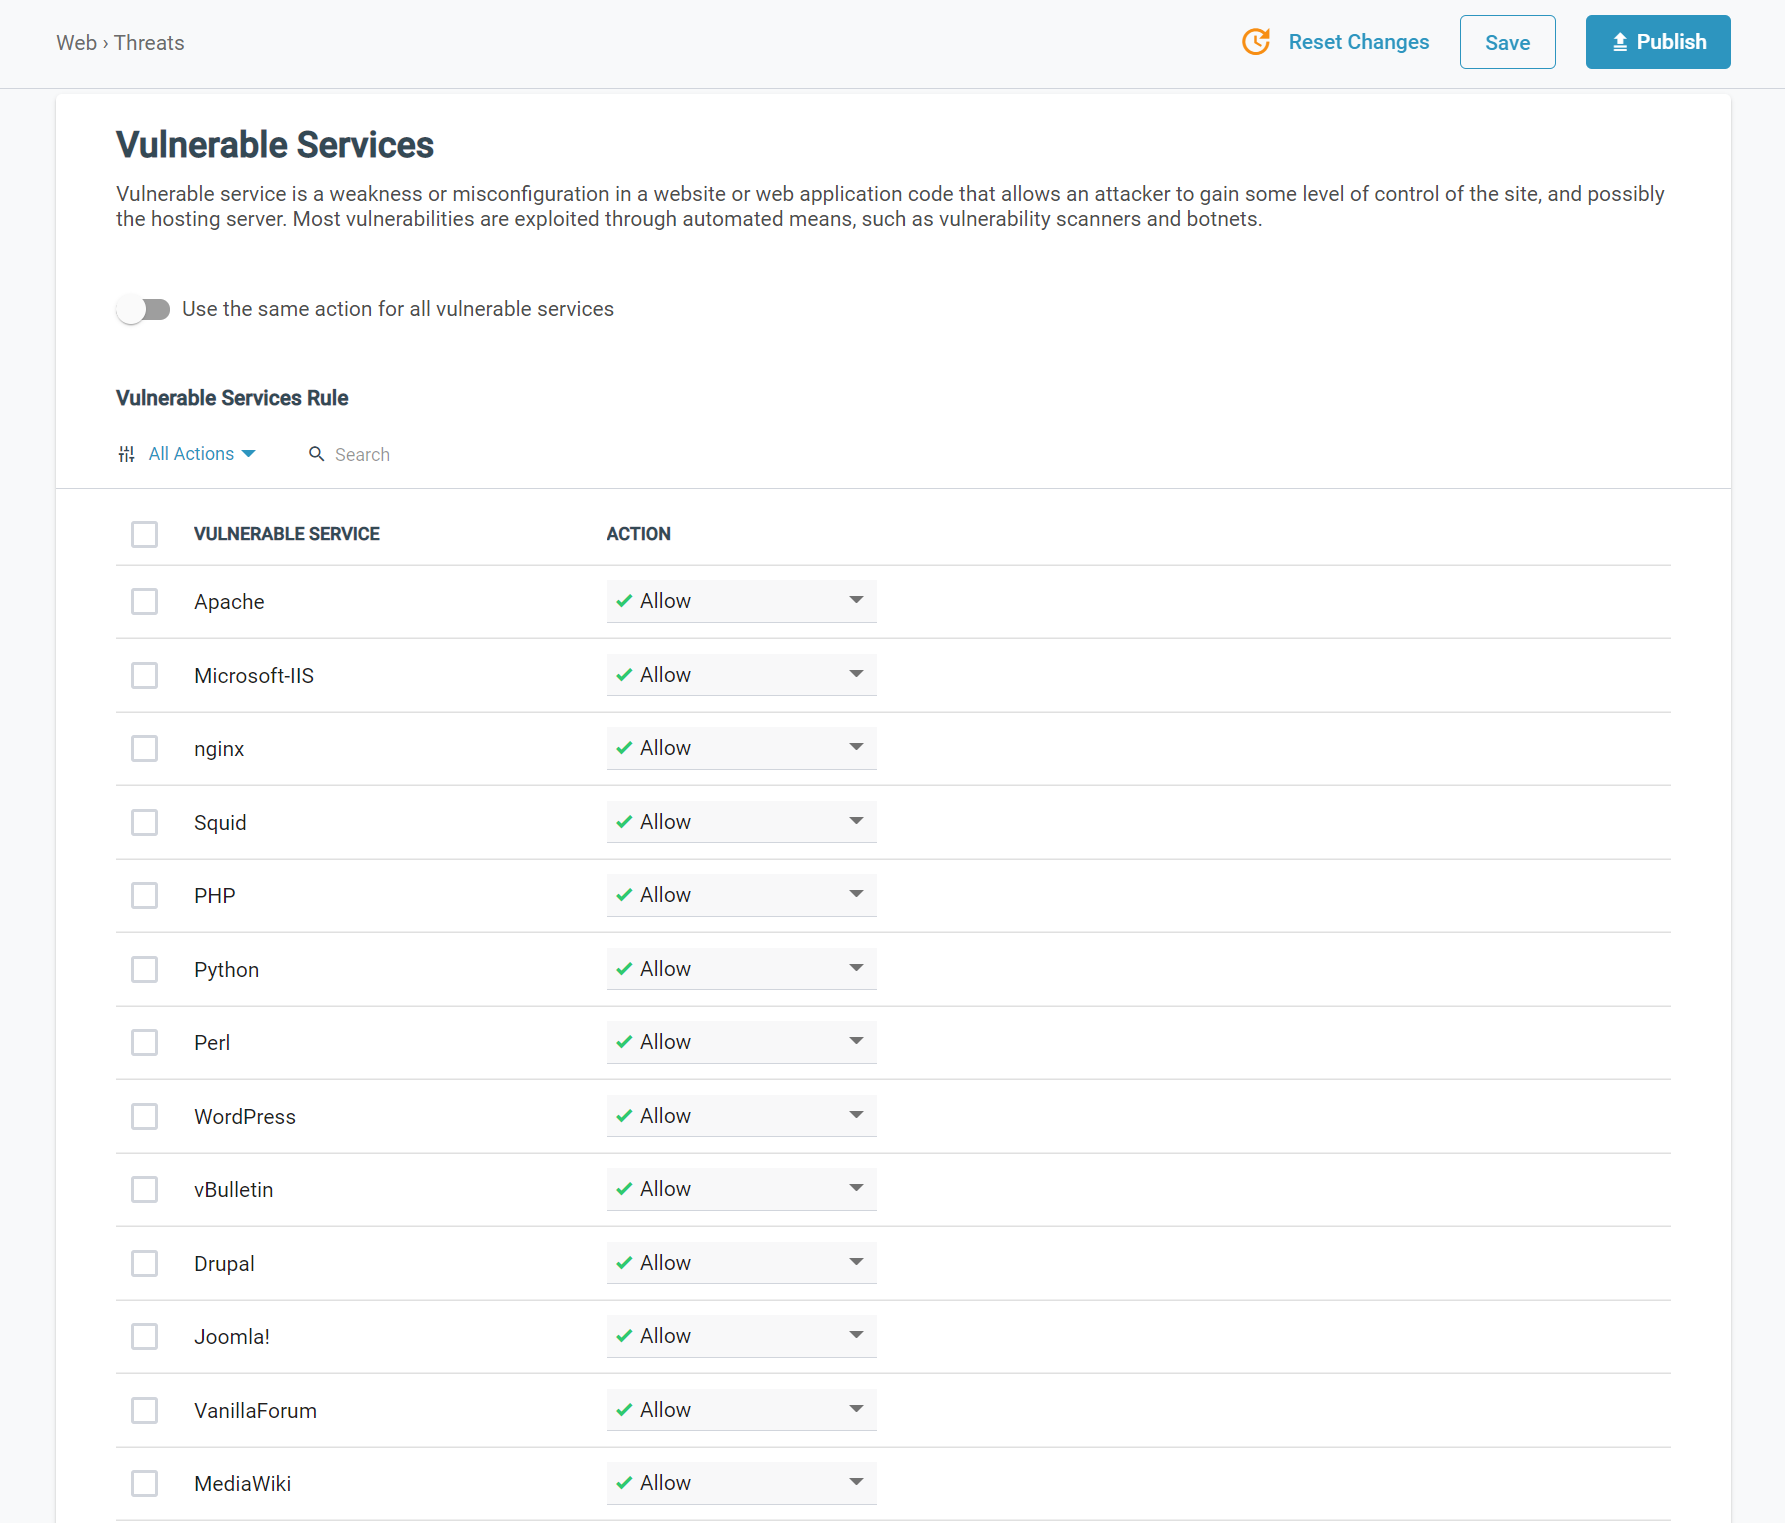 Web › Threats
Reset Changes
Save
Publish
Vulnerable Services
Vulnerable service is a weakness or misconfiguration in a website or web application code that allows an attacker to gain some level of control of the site, and possibly
the hosting server. Most vulnerabilities are exploited through automated means, such as vulnerability scanners and botnets.
Use the same action for all vulnerable services
Vulnerable Services Rule
All Actions
Search
VULNERABLE SERVICE ACTION
Apache Allow
Microsoft-IIS Allow
nginx Allow
Squid Allow
PHP Allow
Python Allow
Perl Allow
WordPress Allow
vBulletin Allow
Drupal Allow
Joomla! Allow
VanillaForum Allow
MediaWiki Allow